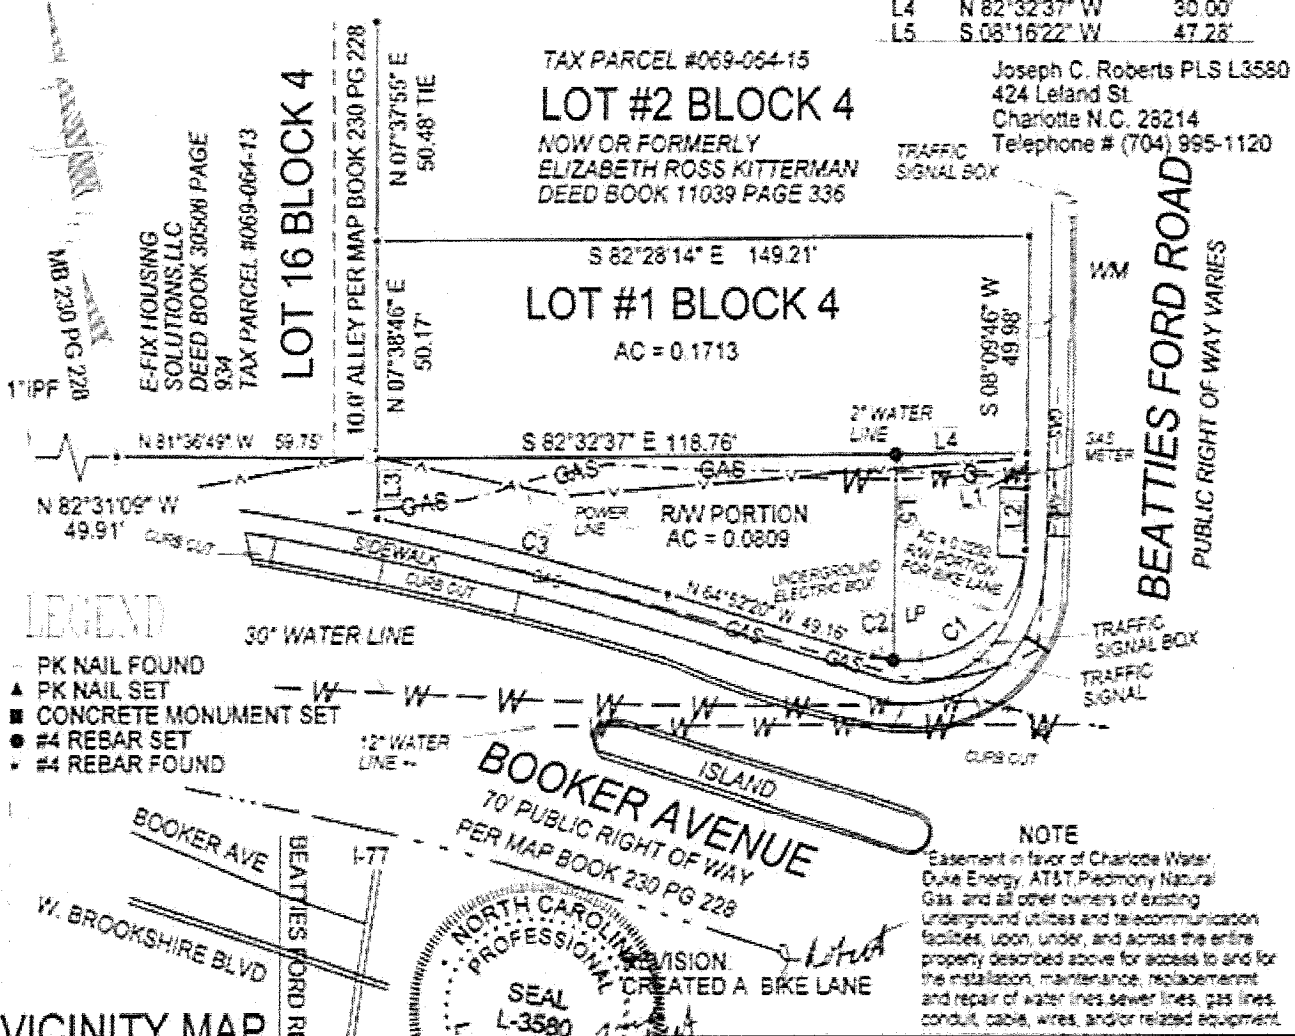 L4 N 82°32'37" W 30.00'
L5 S 08°16'22" W 47.28'
Joseph C. Roberts PLS L3580
424 Leland St.
Charlotte N.C. 28214
Telephone # (704) 995-1120
TAX PARCEL #069-064-15
LOT #2 BLOCK 4
NOW OR FORMERLY
ELIZABETH ROSS KITTERMAN
DEED BOOK 11039 PAGE 336
TRAFFIC
SIGNAL BOX
MB 230 PG 228
E-FIX HOUSING
SOLUTIONS,LLC
DEED BOOK 30506 PAGE
934
TAX PARCEL #069-064-13
LOT 16 BLOCK 4
10.0' ALLEY PER MAP BOOK 230 PG 228
N 07°37'55" E
50.48' TIE
S 82°28'14" E 149.21'
LOT #1 BLOCK 4
AC = 0.1713
N 07°38'46" E
50.17'
S 08°09'46" W
49.98'
WM
BEATTIES FORD ROAD
PUBLIC RIGHT OF WAY VARIES
1"IPF
N 81°36'49" W 59.75'
S 82°32'37" E 118.76'
2" WATER
LINE
L4
GAS
METER
N 82°31'09" W
49.91'
L3
GAS
GAS
GAS
W
W
W
G
L1
L2
L5
POWER
LINE
R/W PORTION
AC = 0.0809
R/W PORTION
FOR BIKE LANE
CURB CUT
SIDEWALK
CURB CUT
C3
GAS
UNDERGROUND
ELECTRIC BOX
N 64°52'20" W 49.16'
C2
LP
C1
GAS
GAS
TRAFFIC
SIGNAL BOX
TRAFFIC
SIGNAL
LEGEND
PK NAIL FOUND
PK NAIL SET
CONCRETE MONUMENT SET
#4 REBAR SET
#4 REBAR FOUND
30" WATER LINE
W W W W W W W
W W W W W
12" WATER
LINE
CURB CUT
ISLAND
BOOKER AVENUE
70' PUBLIC RIGHT OF WAY
PER MAP BOOK 230 PG 228
BOOKER AVE
W. BROOKSHIRE BLVD
I-77
BEATTIES FORD R
VICINITY MAP
NORTH CAROLINA
PROFESSIONAL
SEAL
L-3580
REVISION:
CREATED A BIKE LANE
NOTE
"Easement in favor of Charlotte Water,
Duke Energy, AT&T,Piedmony Natural
Gas, and all other owners of existing
underground utilities and telecommunication
facilities, upon, under, and across the entire
property described above for access to and for
the installation, maintenance, replacement
and repair of water lines,sewer lines, gas lines,
conduit, cable, wires, and/or related equipment.